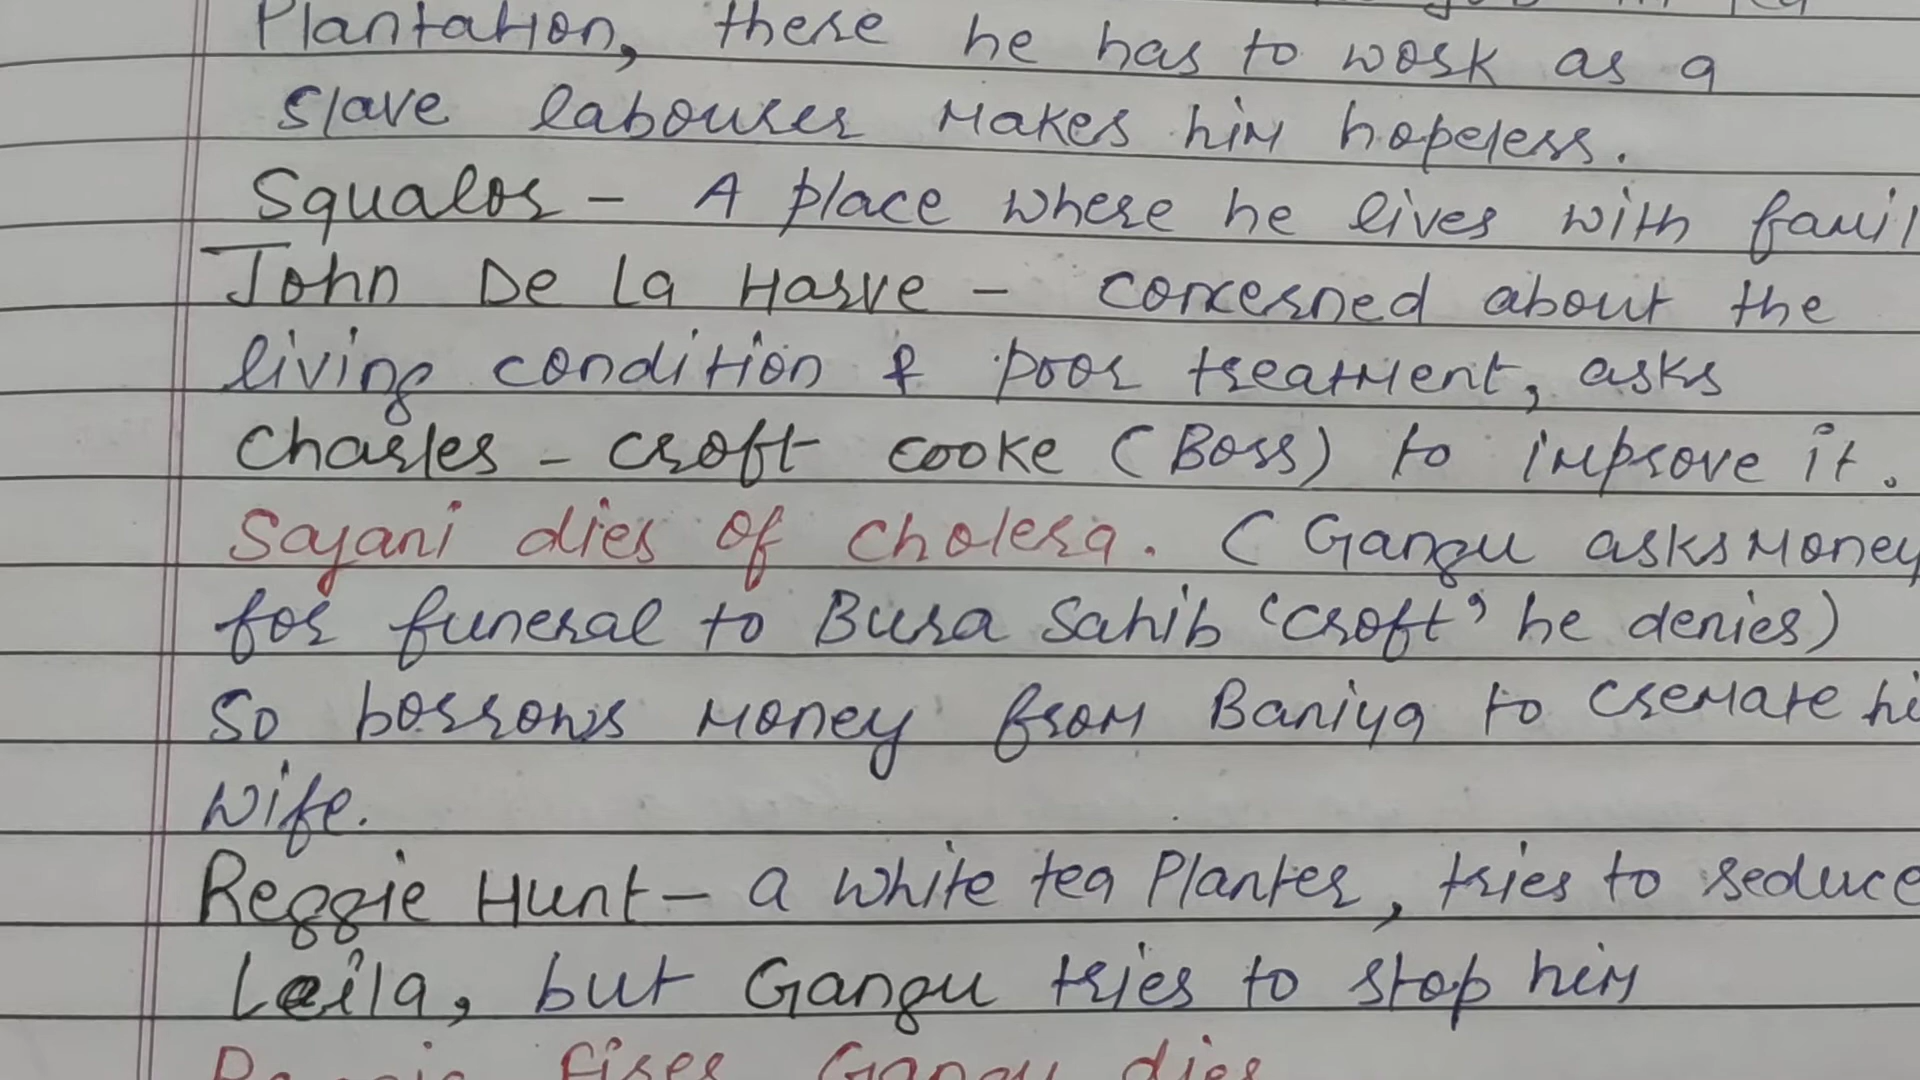 Plantation, there he has to work as a
slave labourer makes him hopeless.
Squalor - A place where he lives with famil
John De La Harve - concerned about the
living condition & poor treatment, asks
Charles - croft cooke (Boss) to improve it.
Sajani dies of cholera. (Gangu asks money
for funeral to Bura Sahib 'croft' he denies)
So borrows money from Baniya to cremate hi
wife.
Reggie Hunt - a white tea Planter, tries to seduce
Leila, but Gangu tries to stop him
Reggie fires Gangu dies